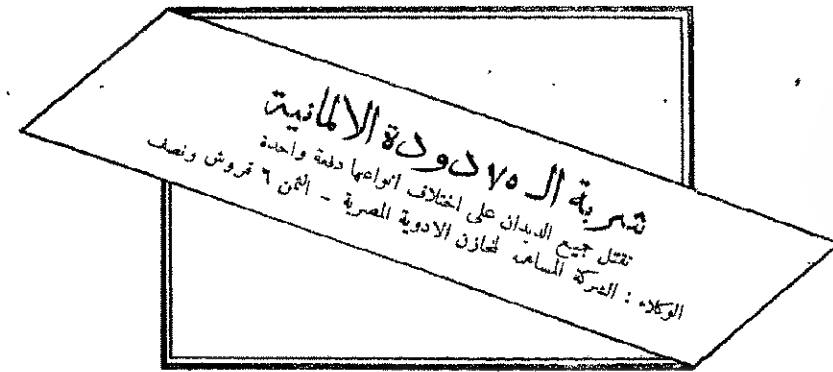 شربة الـ ٧٥ دودة الالمانية
تقتل جميع الديدان على اختلاف انواعها دفعة واحدة
الوكلاء : الشركة المساهمة لمخازن الادوية المصرية - الثمن ٦ قروش ونصف